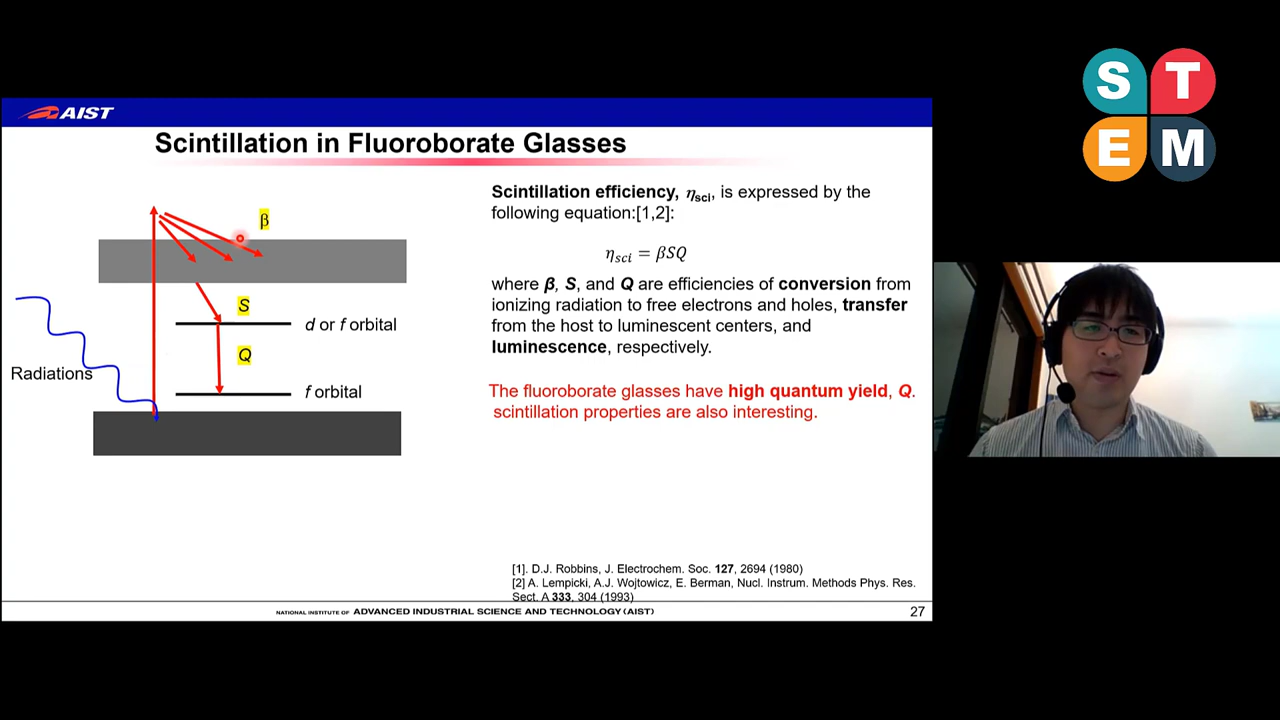 S T
E M
AIST
Scintillation in Fluoroborate Glasses
β
S
d or f orbital
Q
Radiations
f orbital
Scintillation efficiency, ηsci, is expressed by the
following equation:[1,2]:
ηsci = βSQ
where β, S, and Q are efficiencies of conversion from
ionizing radiation to free electrons and holes, transfer
from the host to luminescent centers, and
luminescence, respectively.
The fluoroborate glasses have high quantum yield, Q.
scintillation properties are also interesting.
[1]. D.J. Robbins, J. Electrochem. Soc. 127, 2694 (1980)
[2] A. Lempicki, A.J. Wojtowicz, E. Berman, Nucl. Instrum. Methods Phys. Res.
Sect. A 333, 304 (1993)
NATIONAL INSTITUTE OF ADVANCED INDUSTRIAL SCIENCE AND TECHNOLOGY (AIST)
27